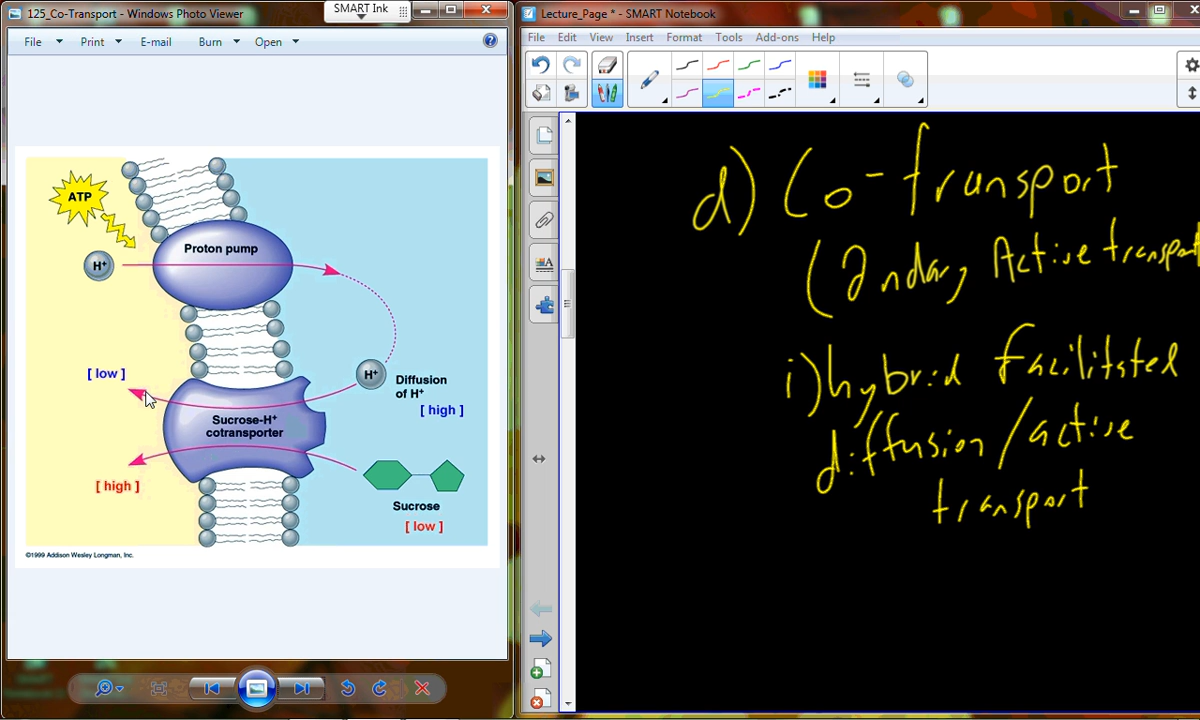 125_Co-Transport - Windows Photo Viewer
SMART Ink
File Print E-mail Burn Open
ATP
Proton pump
H+
H+
[ low ]
Diffusion
of H+
[ high ]
Sucrose-H+
cotransporter
[ high ]
Sucrose
[ low ]
©1999 Addison Wesley Longman, Inc.
Lecture_Page * - SMART Notebook
File Edit View Insert Format Tools Add-ons Help
d) Co-transport
(2ndary Active transport
i) hybrid facilitated
diffusion/active
transport